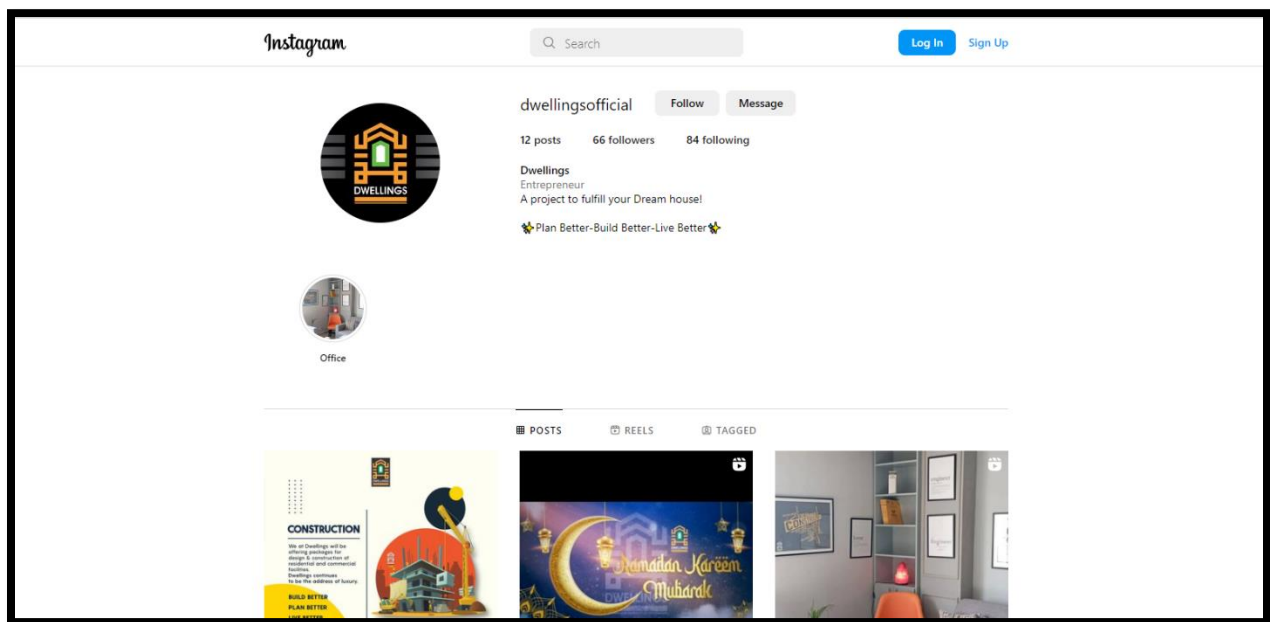 Instagram
Search
Log In
Sign Up
dwellingsofficial
Follow
Message
12 posts
66 followers
84 following
Dwellings
Entrepreneur
A project to fulfill your Dream house!
✨Plan Better-Build Better-Live Better✨
DWELLINGS
Office
POSTS
REELS
TAGGED
CONSTRUCTION
We at Dwellings will be
offering packages for
design & construction of
residential and commercial
facilities.
Dwellings continues
to be the address of luxury.
BUILD BETTER
PLAN BETTER
LIVE BETTER
Ramadan Kareem
Mubarak